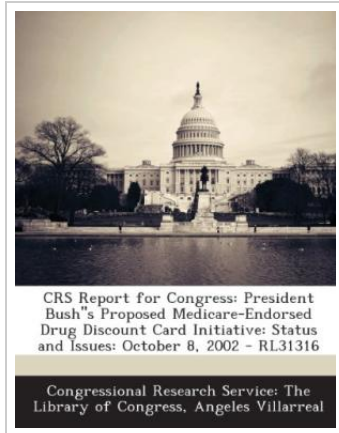 CRS Report for Congress: President
Bush"s Proposed Medicare-Endorsed
Drug Discount Card Initiative: Status
and Issues: October 8, 2002 - RL31316
Congressional Research Service: The
Library of Congress, Angeles Villarreal